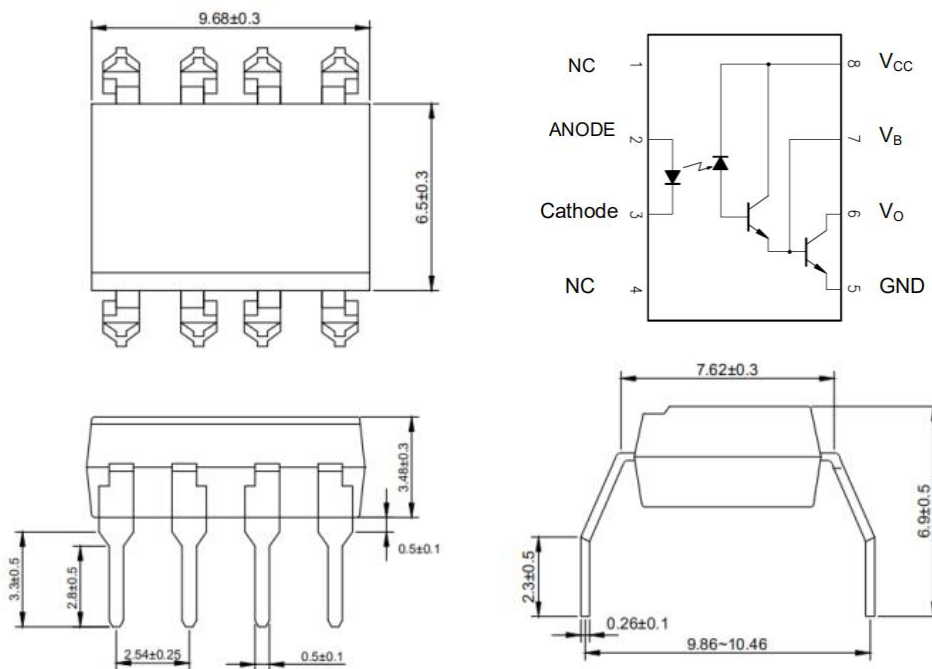 9.68±0.3
6.5±0.3
NC 1
8 V_CC
ANODE 2
7 V_B
Cathode 3
6 V_O
NC 4
5 GND
3.48±0.3
0.5±0.1
3.3±0.5
2.8±0.5
2.54±0.25
0.5±0.1
7.62±0.3
6.9±0.5
2.3±0.5
0.26±0.1
9.86~10.46